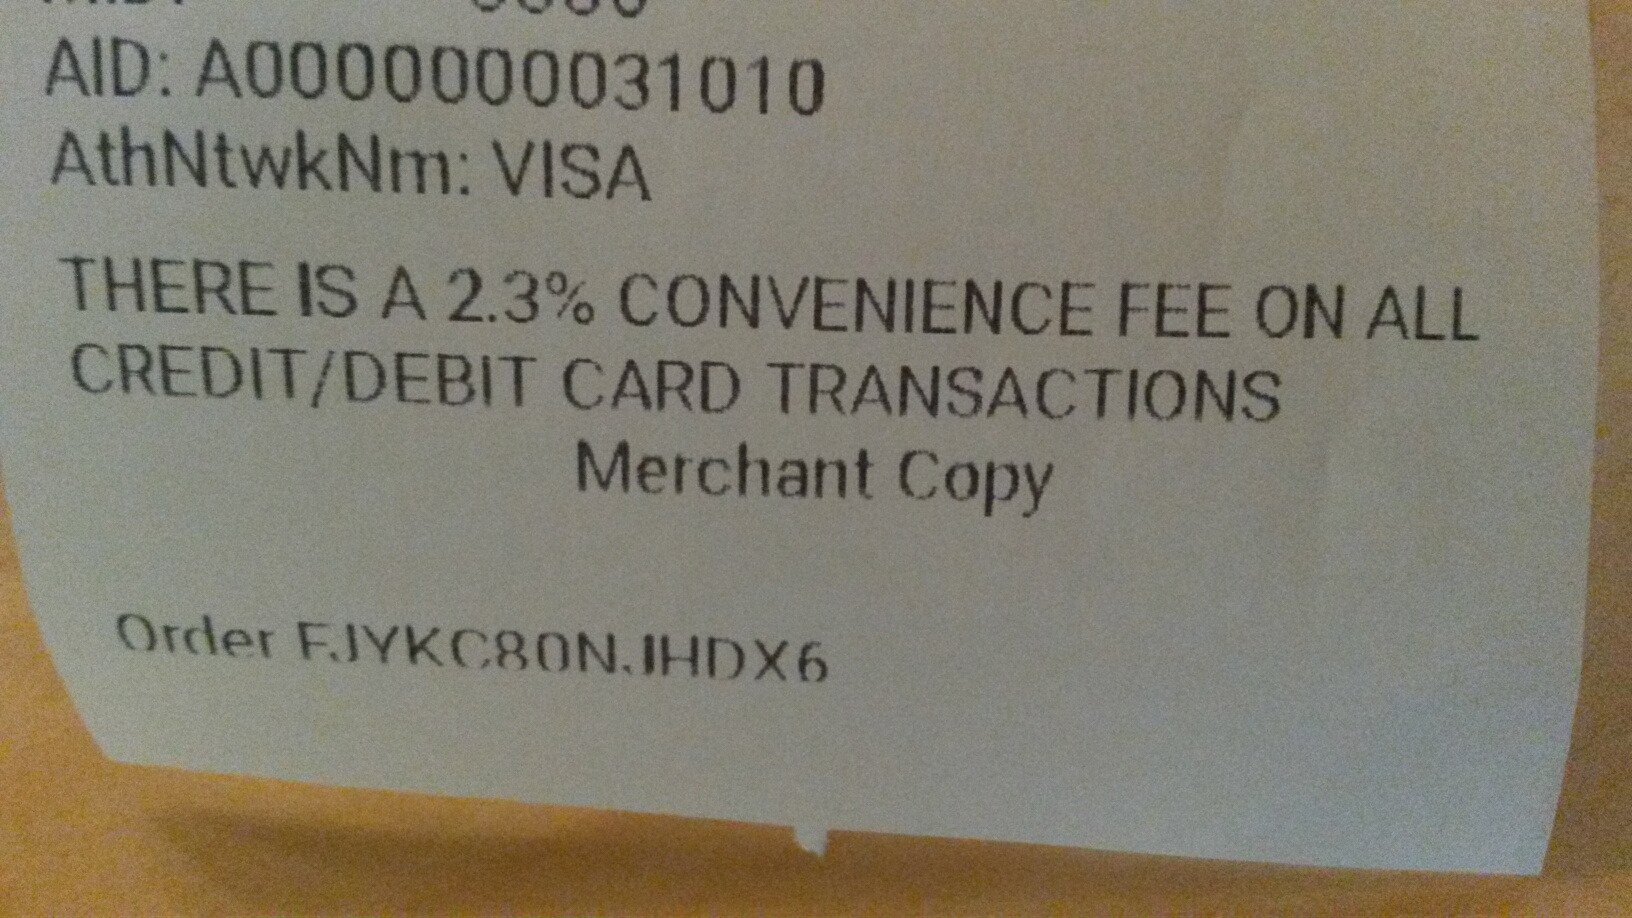 AID: A0000000031010
AthNtwkNm: VISA
THERE IS A 2.3% CONVENIENCE FEE ON ALL
CREDIT/DEBIT CARD TRANSACTIONS
Merchant Copy
Order FJYKC80NJHDX6